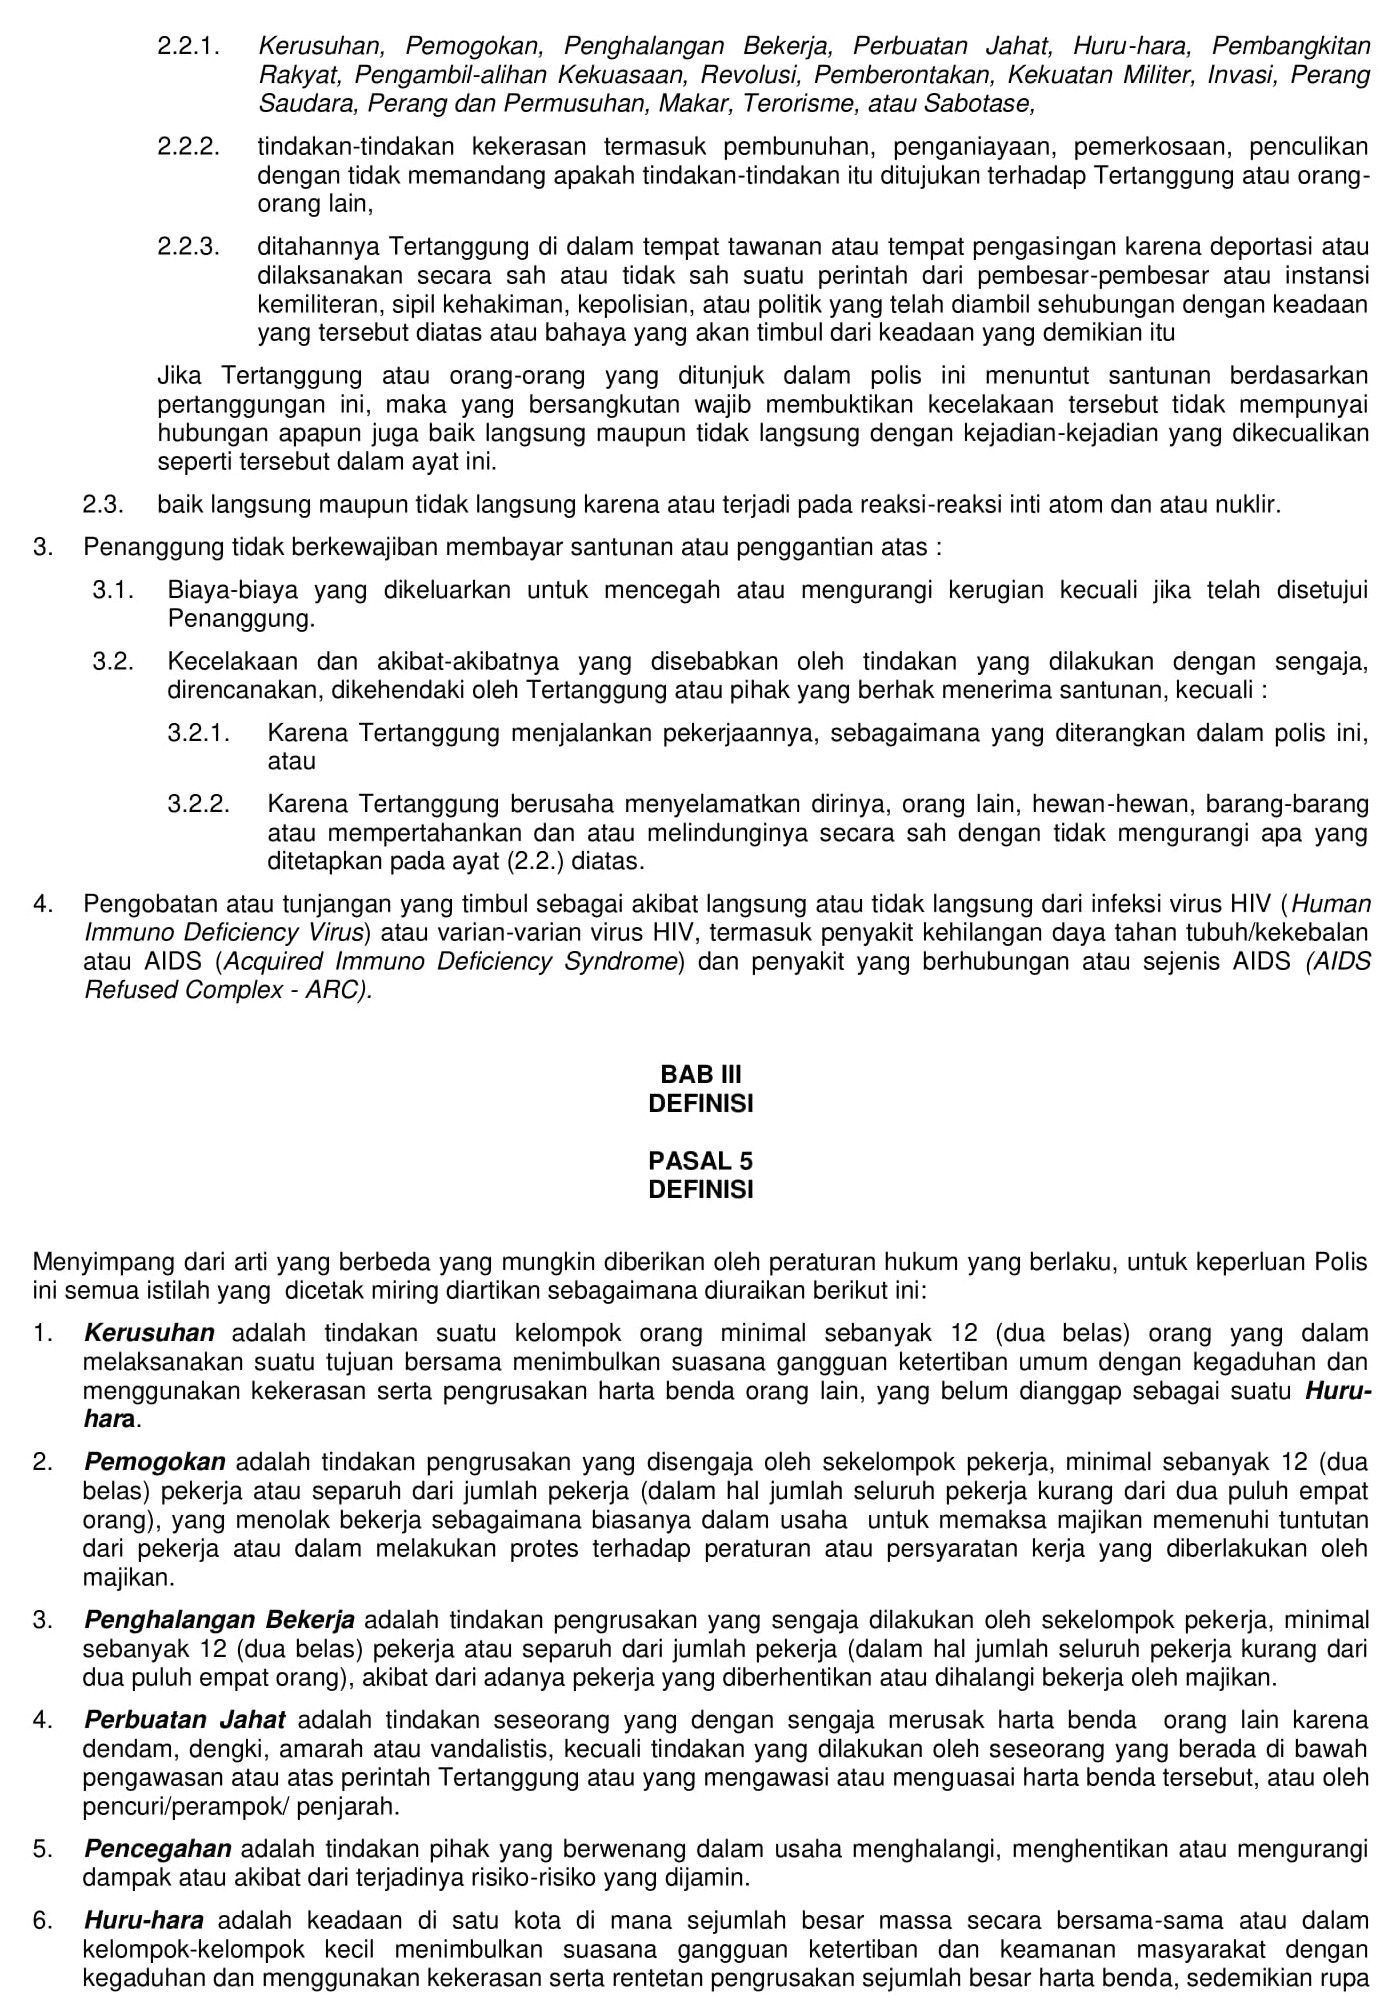 2.2.1. Kerusuhan, Pemogokan, Penghalangan Bekerja, Perbuatan Jahat, Huru-hara, Pembangkitan
Rakyat, Pengambil-alihan Kekuasaan, Revolusi, Pemberontakan, Kekuatan Militer, Invasi, Perang
Saudara, Perang dan Permusuhan, Makar, Terorisme, atau Sabotase,
2.2.2. tindakan-tindakan kekerasan termasuk pembunuhan, penganiayaan, pemerkosaan, penculikan
dengan tidak memandang apakah tindakan-tindakan itu ditujukan terhadap Tertanggung atau orang-
orang lain,
2.2.3. ditahannya Tertanggung di dalam tempat tawanan atau tempat pengasingan karena deportasi atau
dilaksanakan secara sah atau tidak sah suatu perintah dari pembesar-pembesar atau instansi
kemiliteran, sipil kehakiman, kepolisian, atau politik yang telah diambil sehubungan dengan keadaan
yang tersebut diatas atau bahaya yang akan timbul dari keadaan yang demikian itu
Jika Tertanggung atau orang-orang yang ditunjuk dalam polis ini menuntut santunan berdasarkan
pertanggungan ini, maka yang bersangkutan wajib membuktikan kecelakaan tersebut tidak mempunyai
hubungan apapun juga baik langsung maupun tidak langsung dengan kejadian-kejadian yang dikecualikan
seperti tersebut dalam ayat ini.
2.3. baik langsung maupun tidak langsung karena atau terjadi pada reaksi-reaksi inti atom dan atau nuklir.
3. Penanggung tidak berkewajiban membayar santunan atau penggantian atas :
3.1. Biaya-biaya yang dikeluarkan untuk mencegah atau mengurangi kerugian kecuali jika telah disetujui
Penanggung.
3.2. Kecelakaan dan akibat-akibatnya yang disebabkan oleh tindakan yang dilakukan dengan sengaja,
direncanakan, dikehendaki oleh Tertanggung atau pihak yang berhak menerima santunan, kecuali :
3.2.1. Karena Tertanggung menjalankan pekerjaannya, sebagaimana yang diterangkan dalam polis ini,
atau
3.2.2. Karena Tertanggung berusaha menyelamatkan dirinya, orang lain, hewan-hewan, barang-barang
atau mempertahankan dan atau melindunginya secara sah dengan tidak mengurangi apa yang
ditetapkan pada ayat (2.2.) diatas.
4. Pengobatan atau tunjangan yang timbul sebagai akibat langsung atau tidak langsung dari infeksi virus HIV (Human
Immuno Deficiency Virus) atau varian-varian virus HIV, termasuk penyakit kehilangan daya tahan tubuh/kekebalan
atau AIDS (Acquired Immuno Deficiency Syndrome) dan penyakit yang berhubungan atau sejenis AIDS (AIDS
Refused Complex - ARC).
BAB III
DEFINISI
PASAL 5
DEFINISI
Menyimpang dari arti yang berbeda yang mungkin diberikan oleh peraturan hukum yang berlaku, untuk keperluan Polis
ini semua istilah yang dicetak miring diartikan sebagaimana diuraikan berikut ini:
1. Kerusuhan adalah tindakan suatu kelompok orang minimal sebanyak 12 (dua belas) orang yang dalam
melaksanakan suatu tujuan bersama menimbulkan suasana gangguan ketertiban umum dengan kegaduhan dan
menggunakan kekerasan serta pengrusakan harta benda orang lain, yang belum dianggap sebagai suatu Huru-
hara.
2. Pemogokan adalah tindakan pengrusakan yang disengaja oleh sekelompok pekerja, minimal sebanyak 12 (dua
belas) pekerja atau separuh dari jumlah pekerja (dalam hal jumlah seluruh pekerja kurang dari dua puluh empat
orang), yang menolak bekerja sebagaimana biasanya dalam usaha untuk memaksa majikan memenuhi tuntutan
dari pekerja atau dalam melakukan protes terhadap peraturan atau persyaratan kerja yang diberlakukan oleh
majikan.
3. Penghalangan Bekerja adalah tindakan pengrusakan yang sengaja dilakukan oleh sekelompok pekerja, minimal
sebanyak 12 (dua belas) pekerja atau separuh dari jumlah pekerja (dalam hal jumlah seluruh pekerja kurang dari
dua puluh empat orang), akibat dari adanya pekerja yang diberhentikan atau dihalangi bekerja oleh majikan.
4. Perbuatan Jahat adalah tindakan seseorang yang dengan sengaja merusak harta benda orang lain karena
dendam, dengki, amarah atau vandalistis, kecuali tindakan yang dilakukan oleh seseorang yang berada di bawah
pengawasan atau atas perintah Tertanggung atau yang mengawasi atau menguasai harta benda tersebut, atau oleh
pencuri/perampok/ penjarah.
5. Pencegahan adalah tindakan pihak yang berwenang dalam usaha menghalangi, menghentikan atau mengurangi
dampak atau akibat dari terjadinya risiko-risiko yang dijamin.
6. Huru-hara adalah keadaan di satu kota di mana sejumlah besar massa secara bersama-sama atau dalam
kelompok-kelompok kecil menimbulkan suasana gangguan ketertiban dan keamanan masyarakat dengan
kegaduhan dan menggunakan kekerasan serta rentetan pengrusakan sejumlah besar harta benda, sedemikian rupa